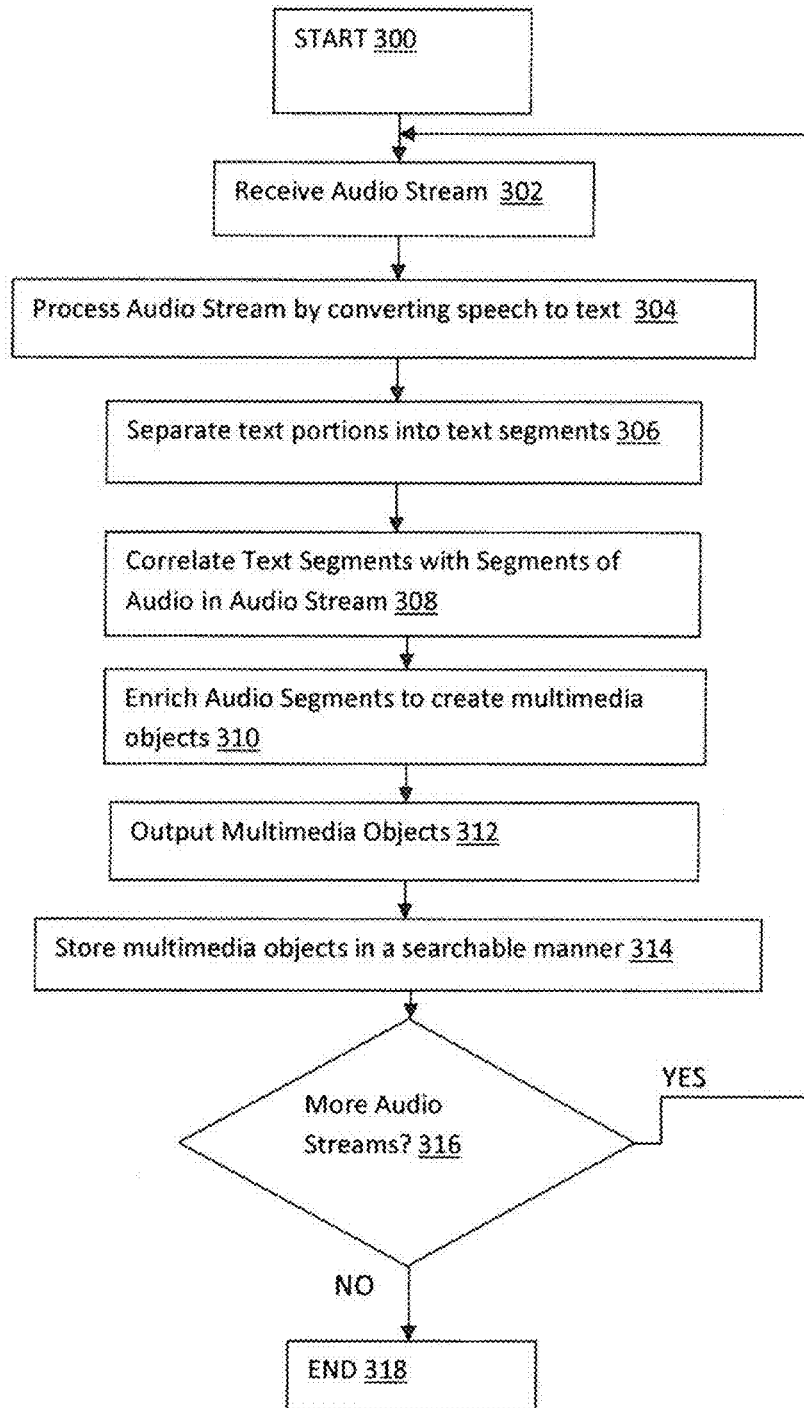 START 300
Receive Audio Stream 302
Process Audio Stream by converting speech to text 304
Separate text portions into text segments 306
Correlate Text Segments with Segments of
Audio in Audio Stream 308
Enrich Audio Segments to create multimedia
objects 310
Output Multimedia Objects 312
Store multimedia objects in a searchable manner 314
More Audio
Streams? 316
YES
NO
END 318